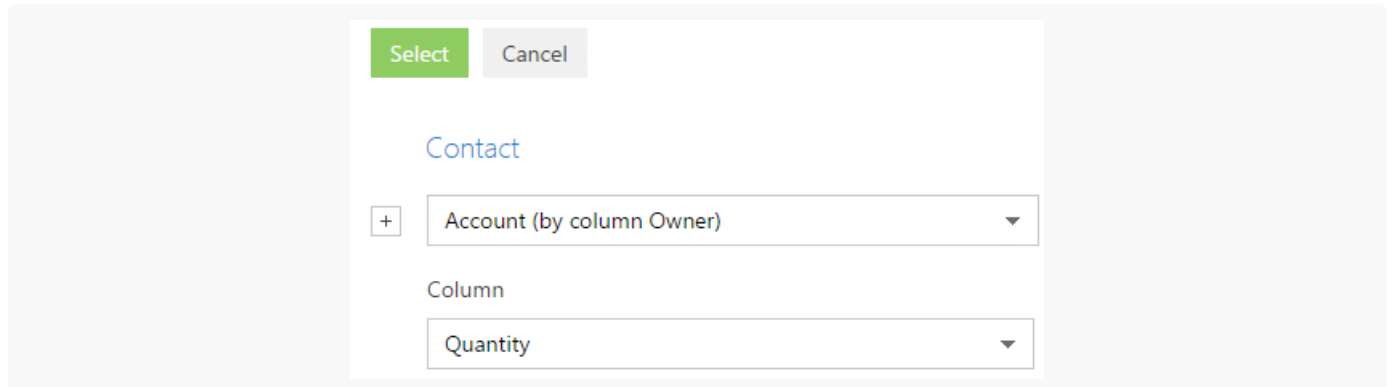 Select Cancel
Contact
+ Account (by column Owner)
Column
Quantity